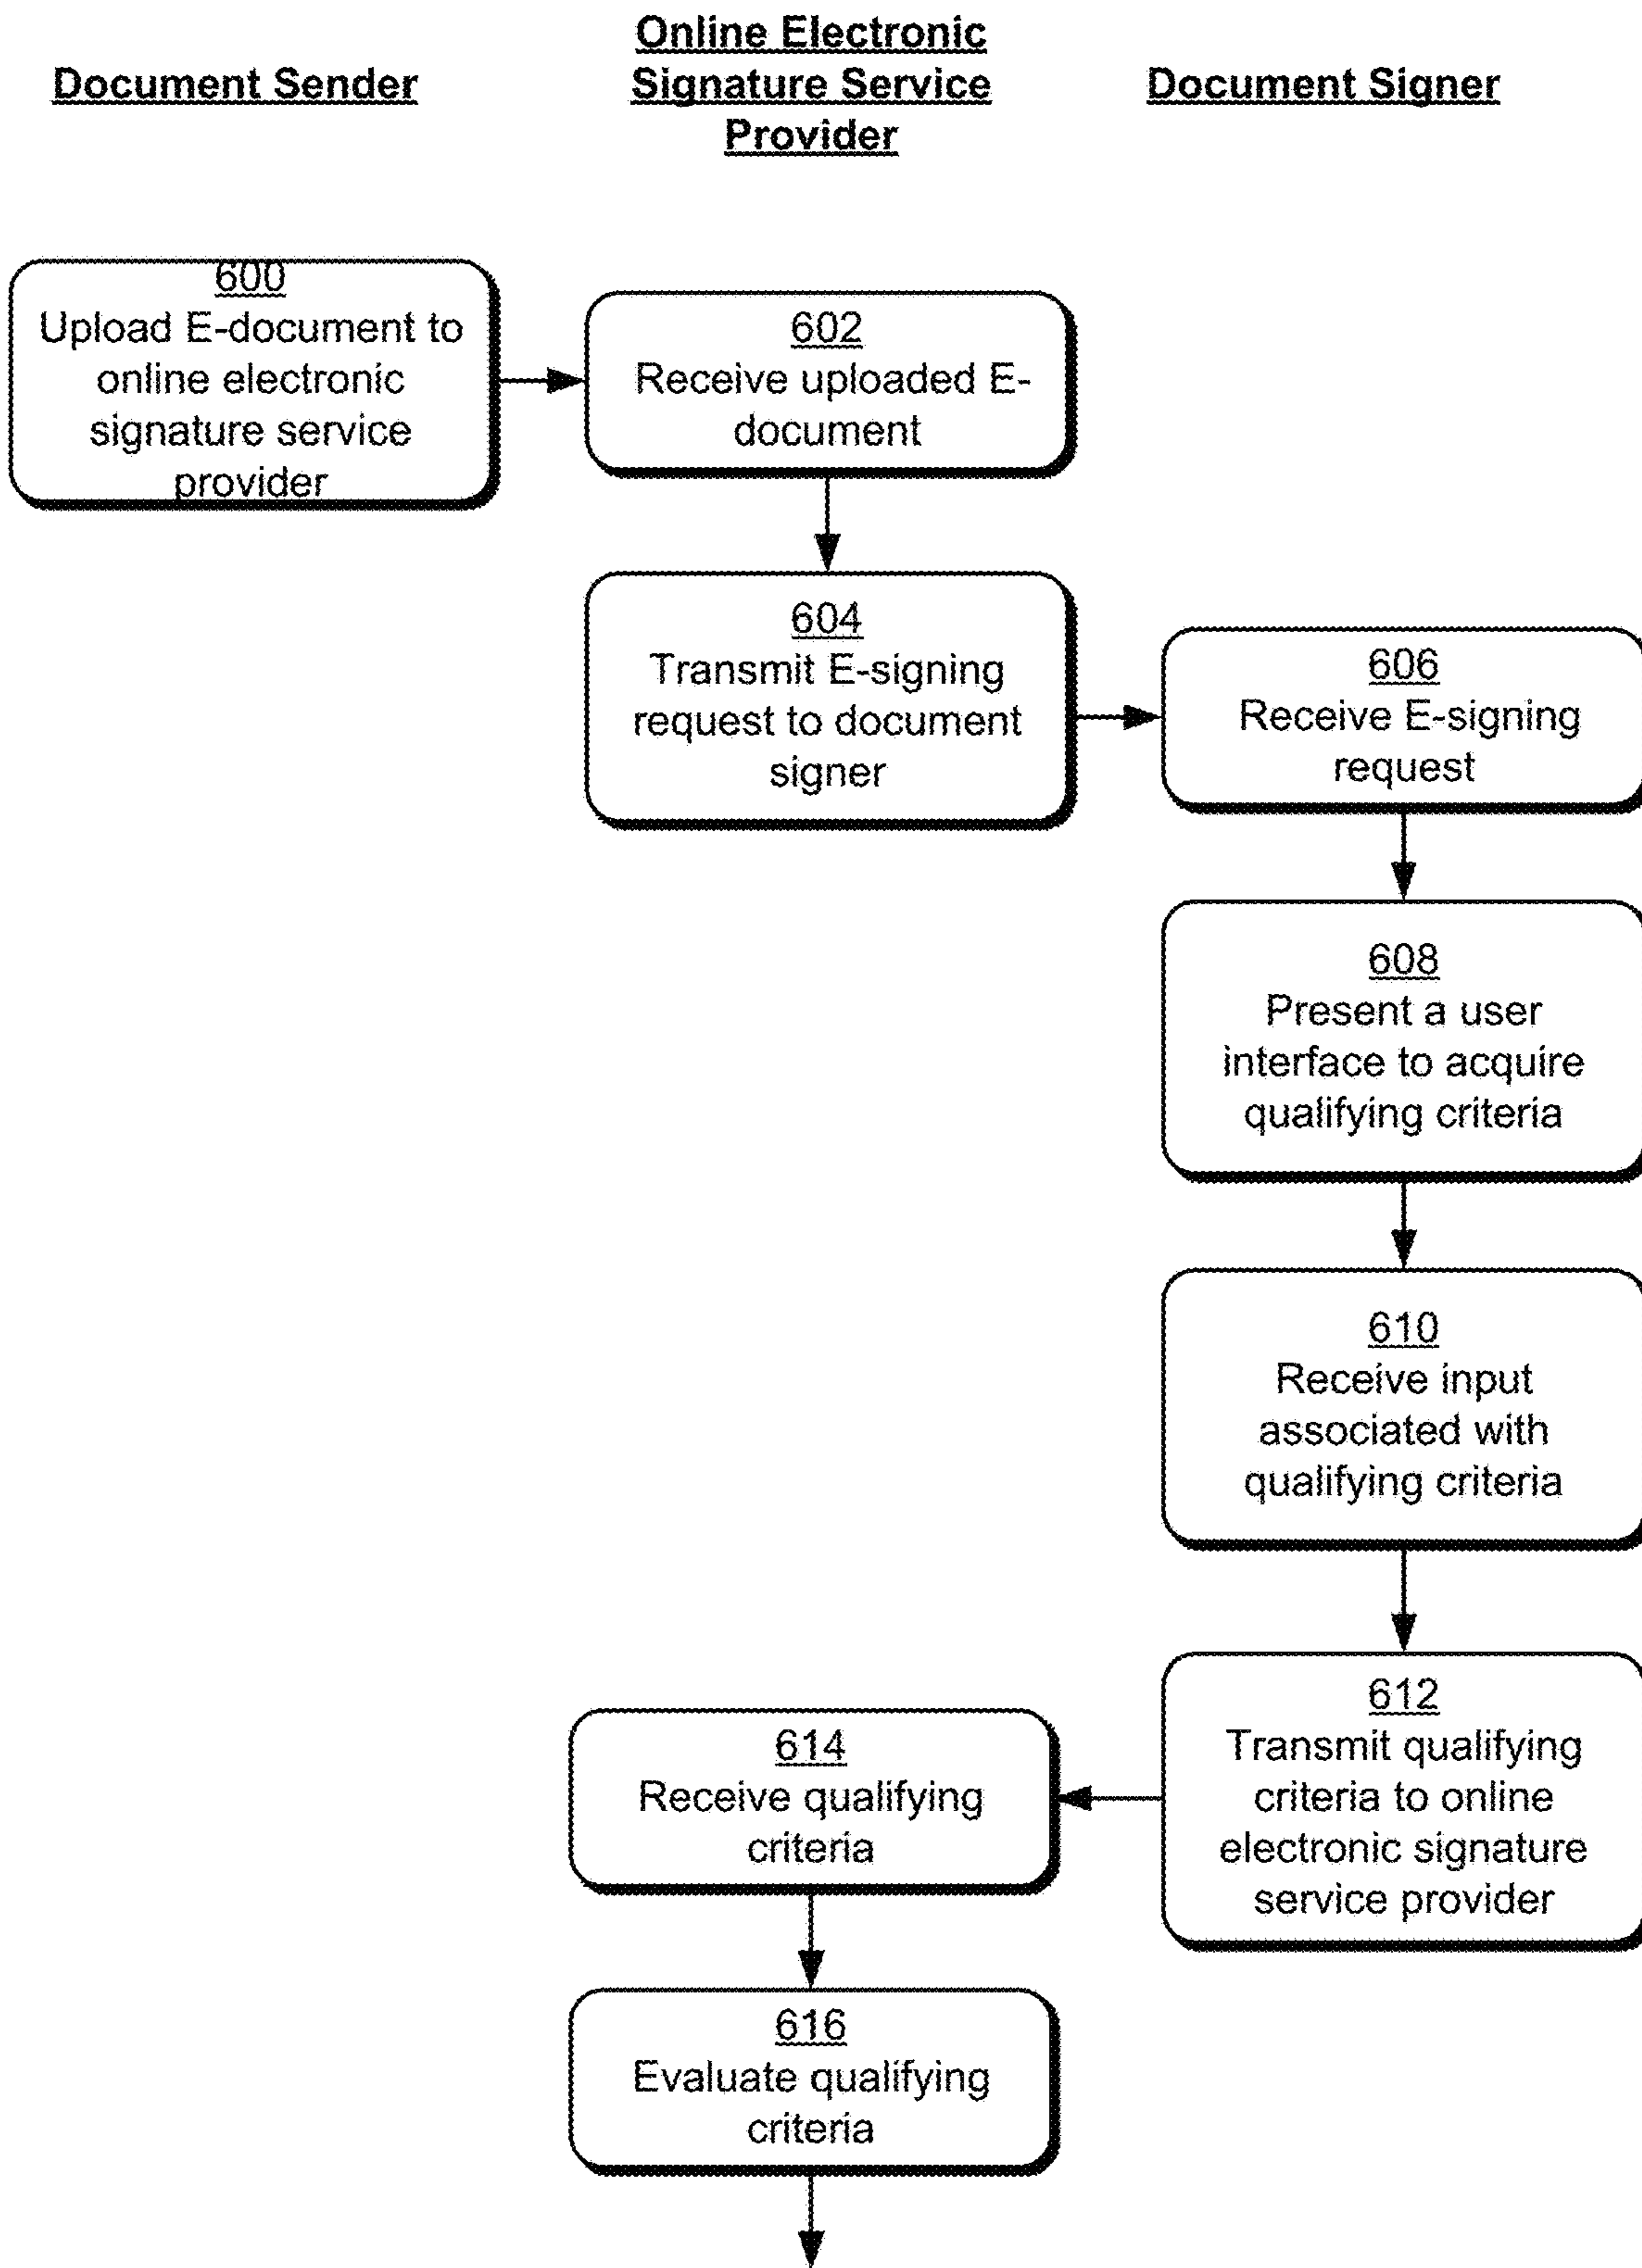 Document Sender
Online Electronic
Signature Service
Provider
Document Signer
600
Upload E-document to
online electronic
signature service
provider
602
Receive uploaded E-
document
604
Transmit E-signing
request to document
signer
606
Receive E-signing
request
608
Present a user
interface to acquire
qualifying criteria
610
Receive input
associated with
qualifying criteria
612
Transmit qualifying
criteria to online
electronic signature
service provider
614
Receive qualifying
criteria
616
Evaluate qualifying
criteria